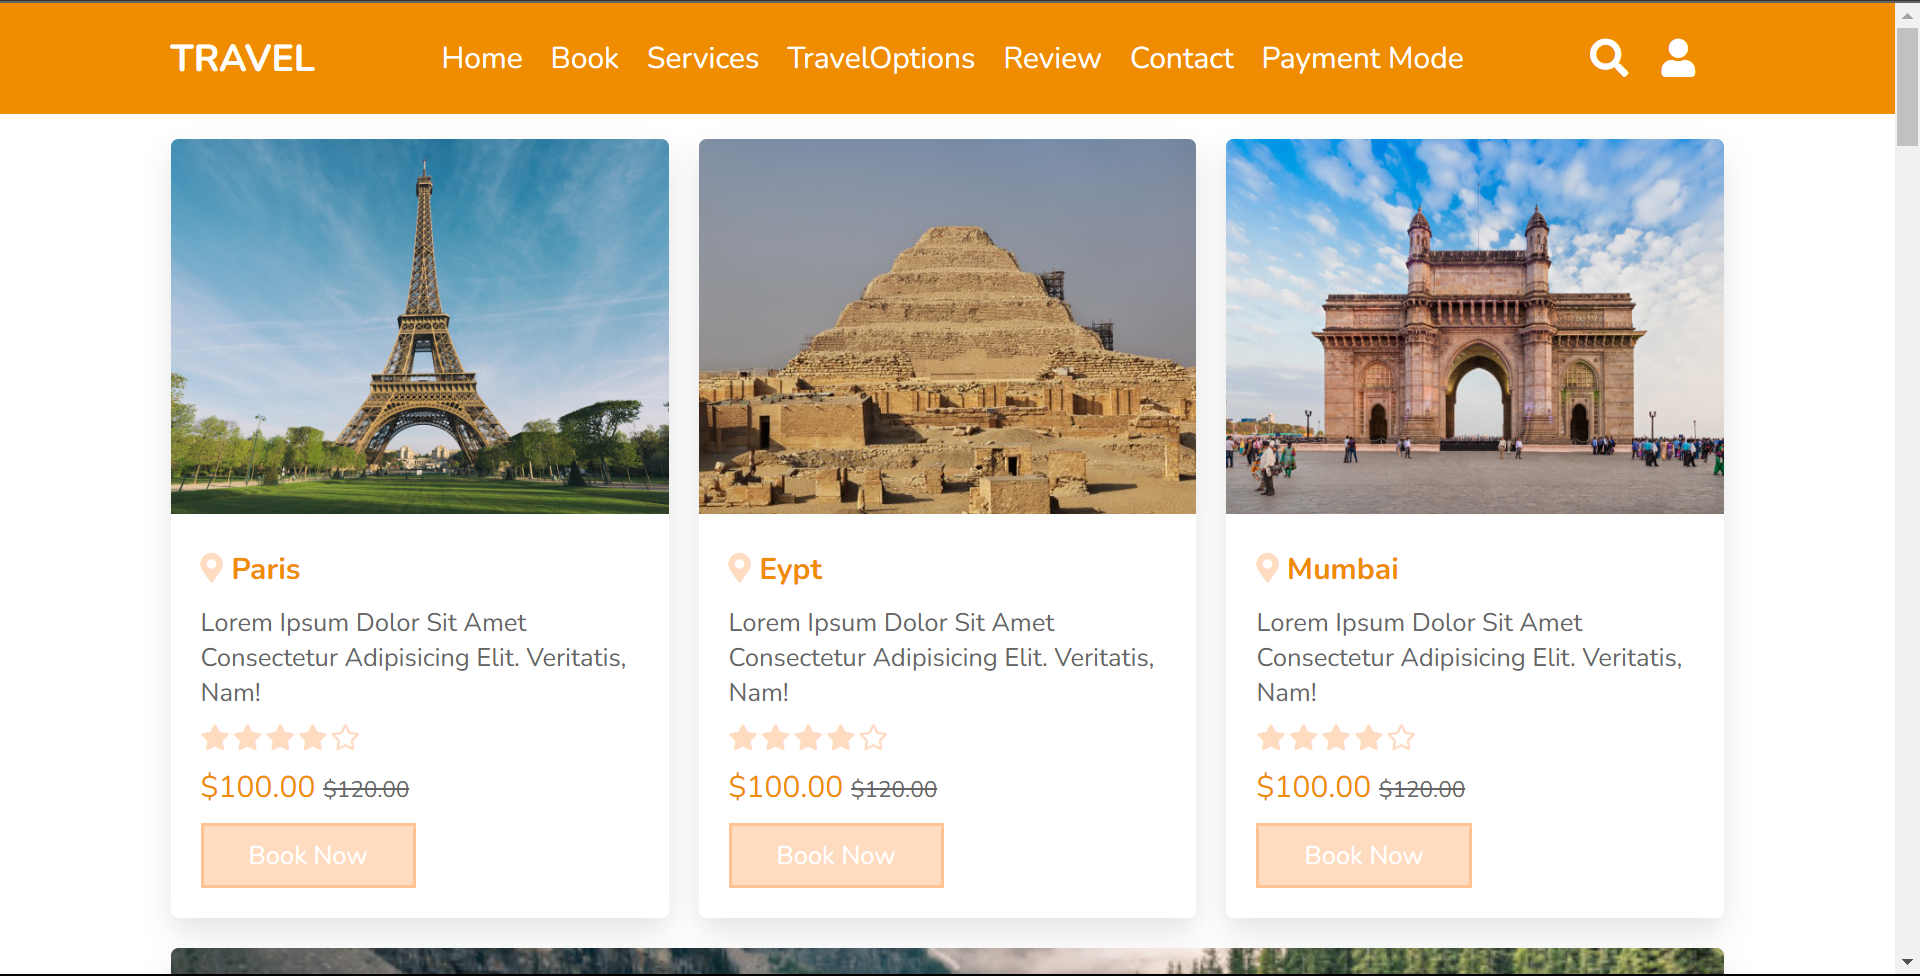 TRAVEL Home Book Services TravelOptions Review Contact Payment Mode
Paris
Lorem Ipsum Dolor Sit Amet
Consectetur Adipisicing Elit. Veritatis,
Nam!
$100.00 $120.00
Book Now
Eypt
Lorem Ipsum Dolor Sit Amet
Consectetur Adipisicing Elit. Veritatis,
Nam!
$100.00 $120.00
Book Now
Mumbai
Lorem Ipsum Dolor Sit Amet
Consectetur Adipisicing Elit. Veritatis,
Nam!
$100.00 $120.00
Book Now